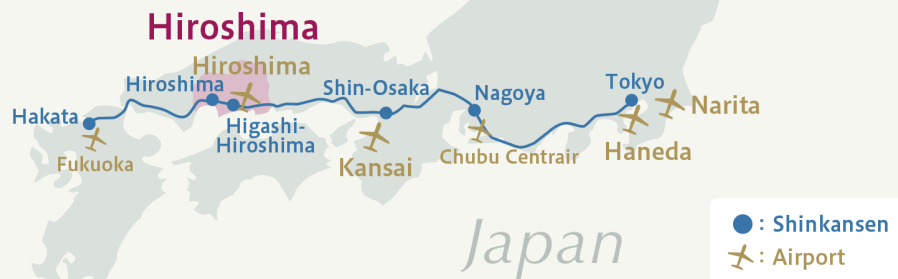 Hiroshima
Hiroshima
Hiroshima
Shin-Osaka
Tokyo
Nagoya
Narita
Hakata
Higashi-
Hiroshima
Fukuoka
Kansai
Chubu Centrair
Haneda
Japan
: Shinkansen
: Airport